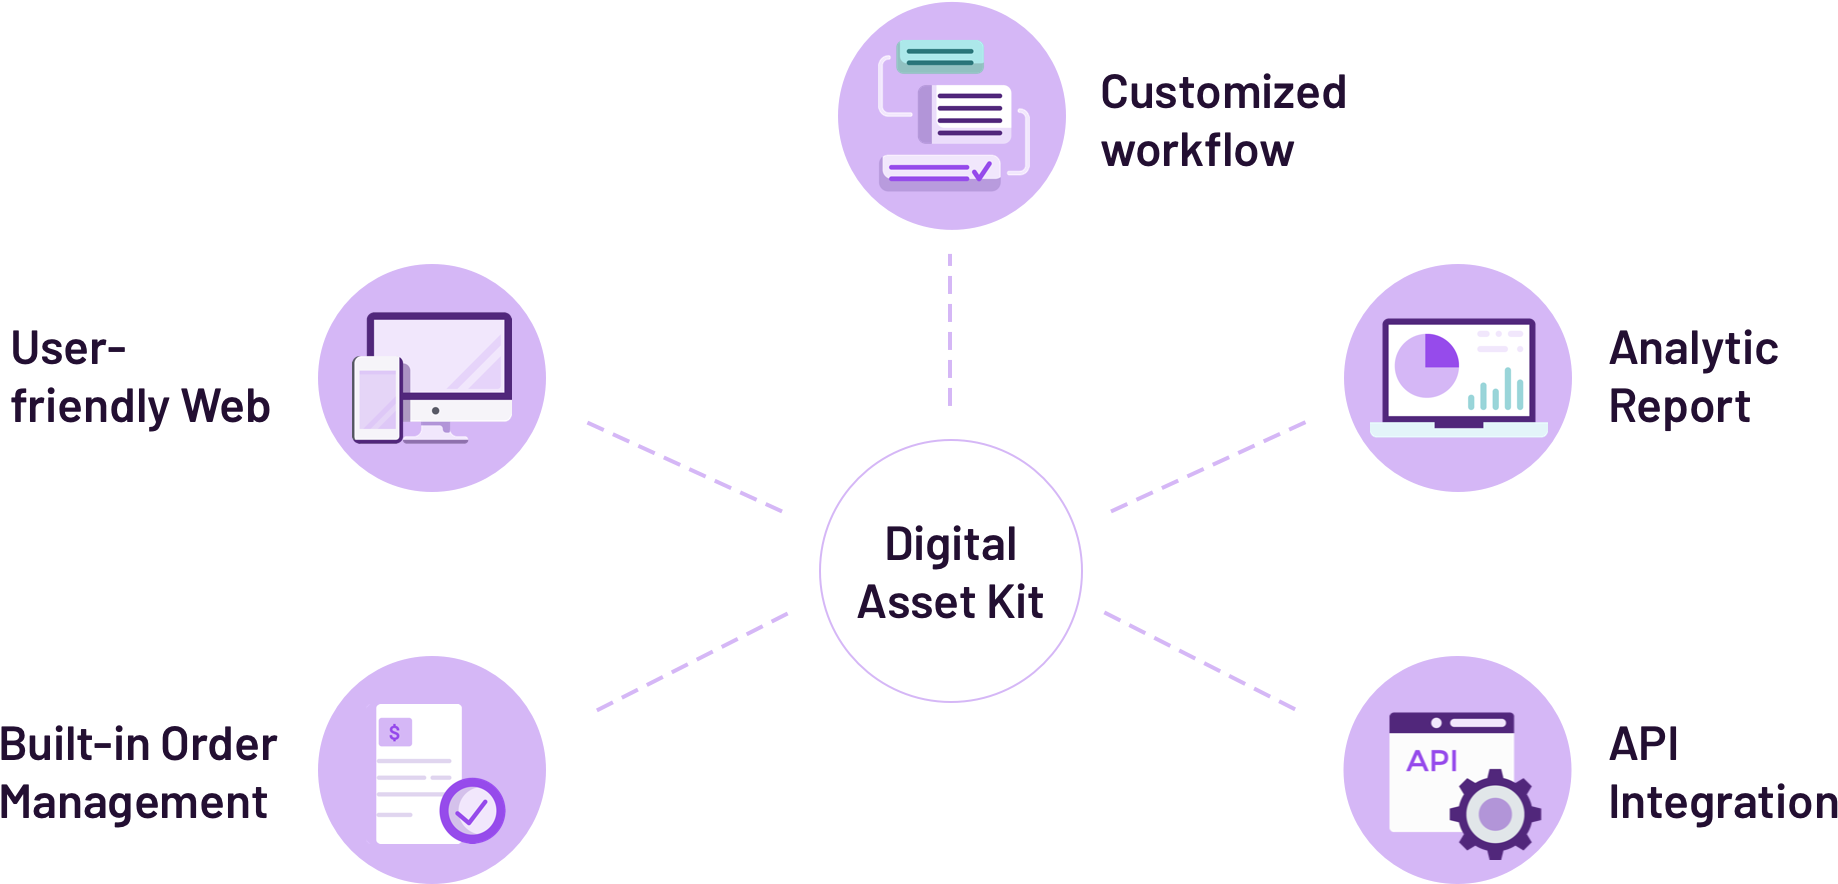 Customized
workflow
User-
friendly Web
Analytic
Report
Digital
Asset Kit
Built-in Order
Management
$
API
API
Integration